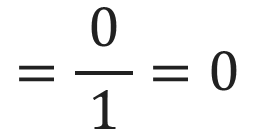 = 0/1 = 0